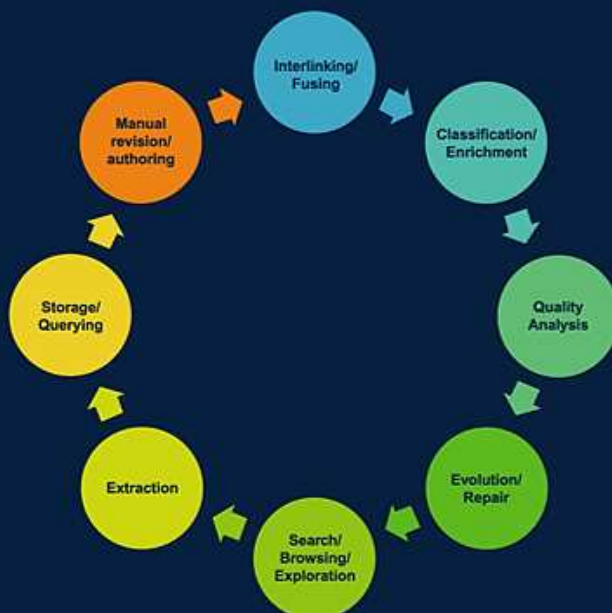 Interlinking/
Fusing
Classification/
Enrichment
Quality
Analysis
Evolution/
Repair
Search/
Browsing/
Exploration
Extraction
Storage/
Querying
Manual
revision/
authoring